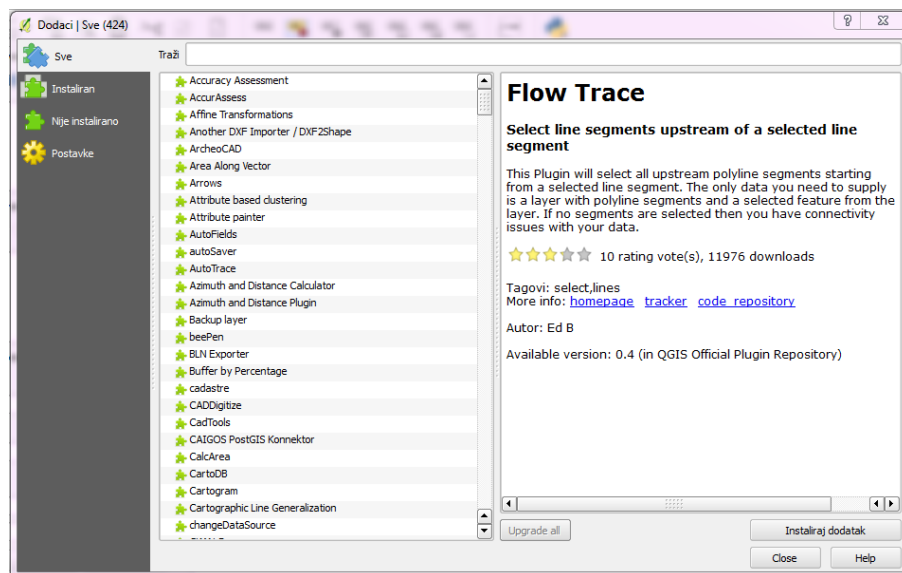 Dodaci | Sve (424)
Sve
Instaliran
Nije instalirano
Postavke
Traži
Accuracy Assessment
AccurAssess
Affine Transformations
Another DXF Importer / DXF2Shape
ArcheoCAD
Area Along Vector
Arrows
Attribute based clustering
Attribute painter
AutoFields
autoSaver
AutoTrace
Azimuth and Distance Calculator
Azimuth and Distance Plugin
Backup layer
beePen
BLN Exporter
Buffer by Percentage
cadastre
CADDigitize
CadTools
CAIGOS PostGIS Konnektor
CalcArea
CartoDB
Cartogram
Cartographic Line Generalization
changeDataSource
Flow Trace
Select line segments upstream of a selected line
segment
This Plugin will select all upstream polyline segments starting
from a selected line segment. The only data you need to supply
is a layer with polyline segments and a selected feature from the
layer. If no segments are selected then you have connectivity
issues with your data.
10 rating vote(s), 11976 downloads
Tagovi: select,lines
More info: homepage tracker code_repository
Autor: Ed B
Available version: 0.4 (in QGIS Official Plugin Repository)
Upgrade all
Instaliraj dodatak
Close
Help